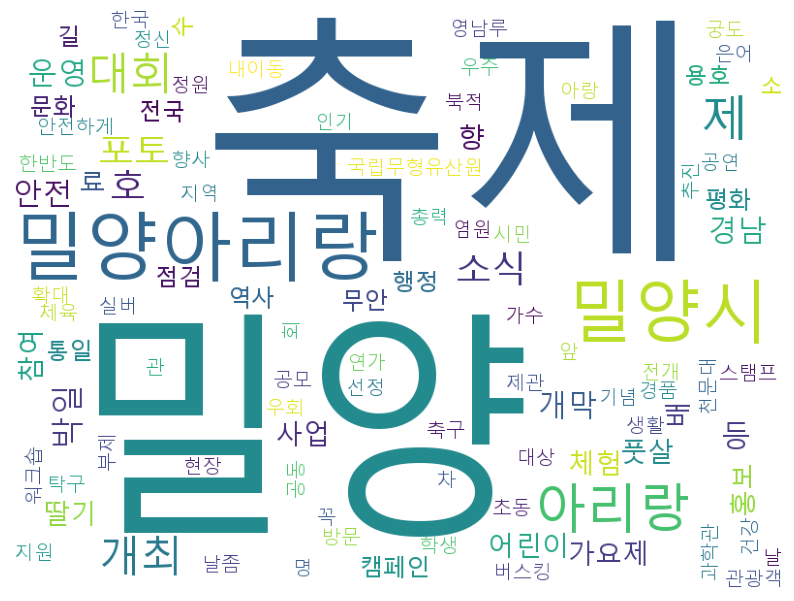 한국
수
길
정신
축제
영남루
궁도
은어
대회
운영
내이동
정원
우주
용호
소
문화
전국
아랑
북적
제
안전하게
포토
인기
향
한반도
향사
국립무형유산원
공연
추진
안전
료
호
지역
평화
밀양아리랑
총력
염원
시민
경남
점검
행정
소식
확대
실버
역사
무안
밀양시
체육
가수
밀양
회
참여
통일
관
연가
앞
전개
스탬프
천문대
공모
선정
제관
경품
박일
우회
개막
기념
배
생활
사업
축구
등
워크숍
부제
현장
대상
체험
풋살
탁구
공동
차
홍보
딸기
꼭
초동
아리랑
개최
지원
방문
학생
어린이
가요제
과학관
건강
날
날좀
명
캠페인
버스킹
관광객